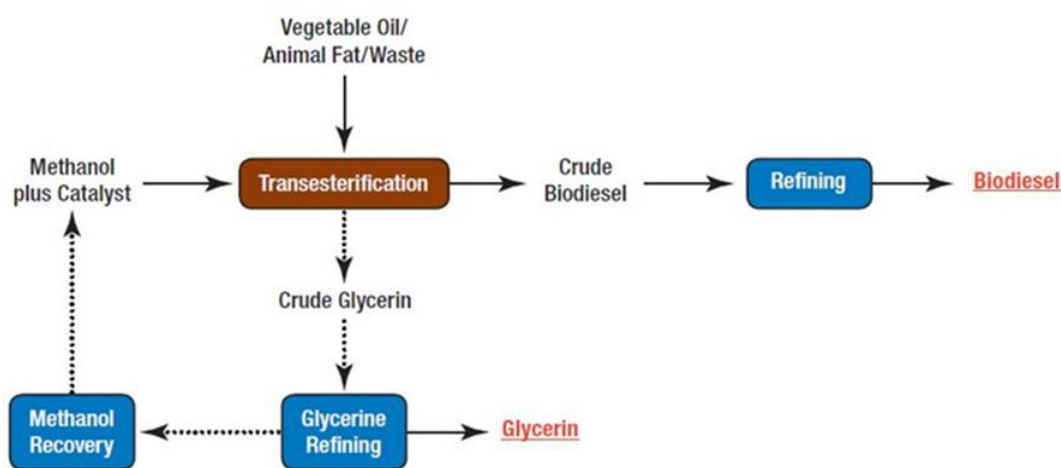 Vegetable Oil/
Animal Fat/Waste
Methanol
plus Catalyst
Transesterification
Crude
Biodiesel
Refining
Biodiesel
Crude Glycerin
Methanol
Recovery
Glycerine
Refining
Glycerin